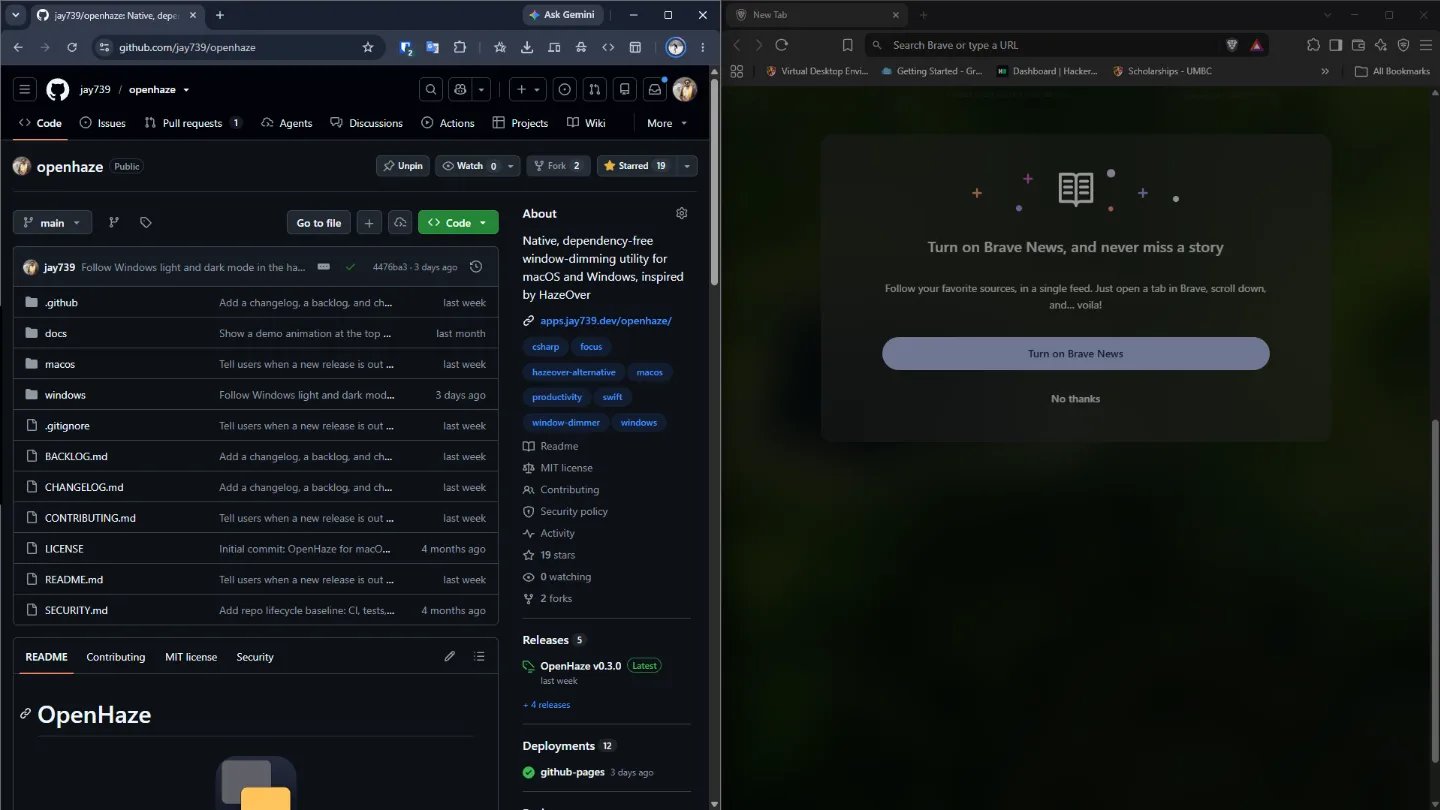 jay739/openhaze: Native, depe
Ask Gemini
github.com/jay739/openhaze
2
jay739 / openhaze
Code
Issues
Pull requests 1
Agents
Discussions
Actions
Projects
Wiki
More
openhaze Public
Unpin
Watch 0
Fork 2
Starred 19
main
Go to file
Code
jay739 Follow Windows light and dark mode in the ha... 4476ba3 · 3 days ago
.github Add a changelog, a backlog, and ch... last week
docs Show a demo animation at the top ... last month
macos Tell users when a new release is out ... last week
windows Follow Windows light and dark mod... 3 days ago
.gitignore Tell users when a new release is out ... last week
BACKLOG.md Add a changelog, a backlog, and ch... last week
CHANGELOG.md Add a changelog, a backlog, and ch... last week
CONTRIBUTING.md Tell users when a new release is out ... last week
LICENSE Initial commit: OpenHaze for macO... 4 months ago
README.md Tell users when a new release is out ... last week
SECURITY.md Add repo lifecycle baseline: CI, tests,... 4 months ago
README
Contributing
MIT license
Security
OpenHaze
About
Native, dependency-free
window-dimming utility for
macOS and Windows, inspired
by HazeOver
apps.jay739.dev/openhaze/
csharp focus
hazeover-alternative macos
productivity swift
window-dimmer windows
Readme
MIT license
Contributing
Security policy
Activity
19 stars
0 watching
2 forks
Releases 5
OpenHaze v0.3.0 Latest
last week
+ 4 releases
Deployments 12
github-pages 3 days ago
New Tab
Search Brave or type a URL
Virtual Desktop Envi...
Getting Started - Gr...
Dashboard | Hacker...
Scholarships - UMBC
All Bookmarks
Turn on Brave News, and never miss a story
Follow your favorite sources, in a single feed. Just open a tab in Brave, scroll down,
and... voila!
Turn on Brave News
No thanks